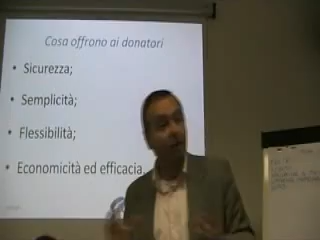 Cosa offrono ai donatori
• Sicurezza;
• Semplicità;
• Flessibilità;
• Economicità ed efficacia.